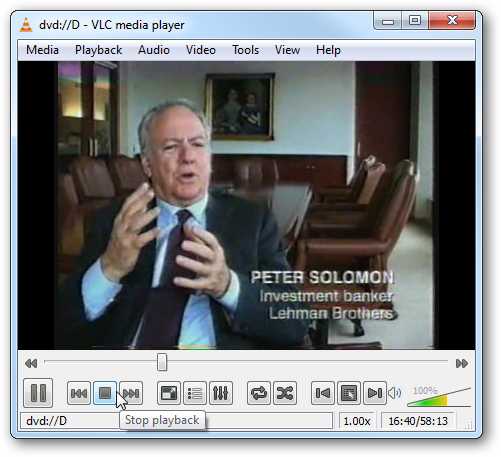 dvd://D - VLC media player
Media Playback Audio Video Tools View Help
PETER SOLOMON
Investment banker
Lehman Brothers
100%
Stop playback
dvd://D 1.00x 16:40/58:13